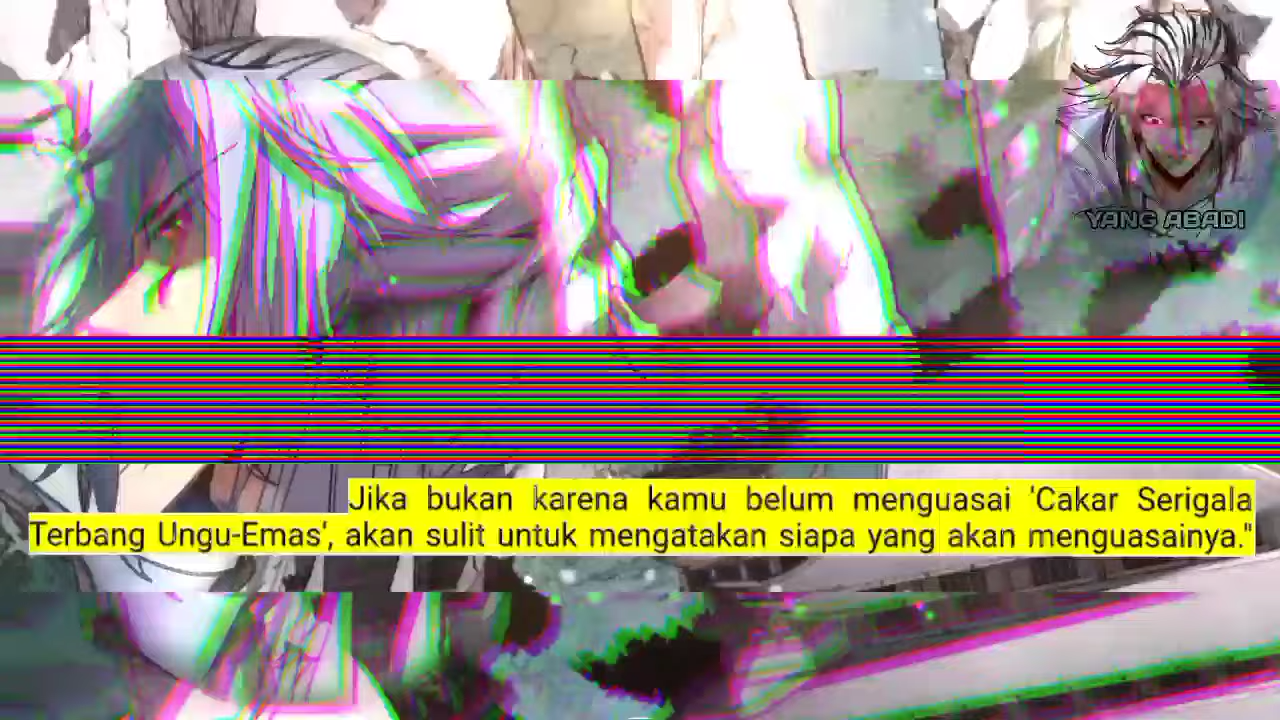 YANG ABADI
Jika bukan karena kamu belum menguasai 'Cakar Serigala
Terbang Ungu-Emas', akan sulit untuk mengatakan siapa yang akan menguasainya."